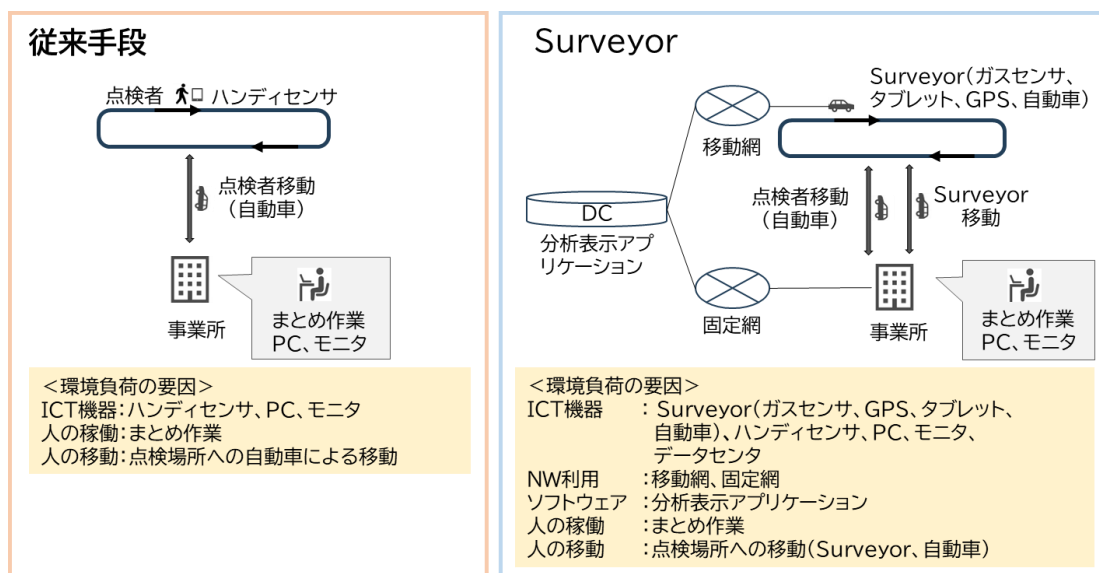 従来手段
点検者 ハンディセンサ
点検者移動
(自動車)
事業所
まとめ作業
PC、モニタ
<環境負荷の要因>
ICT機器:ハンディセンサ、PC、モニタ
人の稼働:まとめ作業
人の移動:点検場所への自動車による移動
Surveyor
Surveyor(ガスセンサ、
タブレット、GPS、自動車)
移動網
DC
分析表示アプ
リケーション
点検者移動
(自動車)
Surveyor
移動
固定網
事業所
まとめ作業
PC、モニタ
<環境負荷の要因>
ICT機器 : Surveyor(ガスセンサ、GPS、タブレット、
自動車)、ハンディセンサ、PC、モニタ、
データセンタ
NW利用 :移動網、固定網
ソフトウェア :分析表示アプリケーション
人の稼働 :まとめ作業
人の移動 :点検場所への移動(Surveyor、自動車)